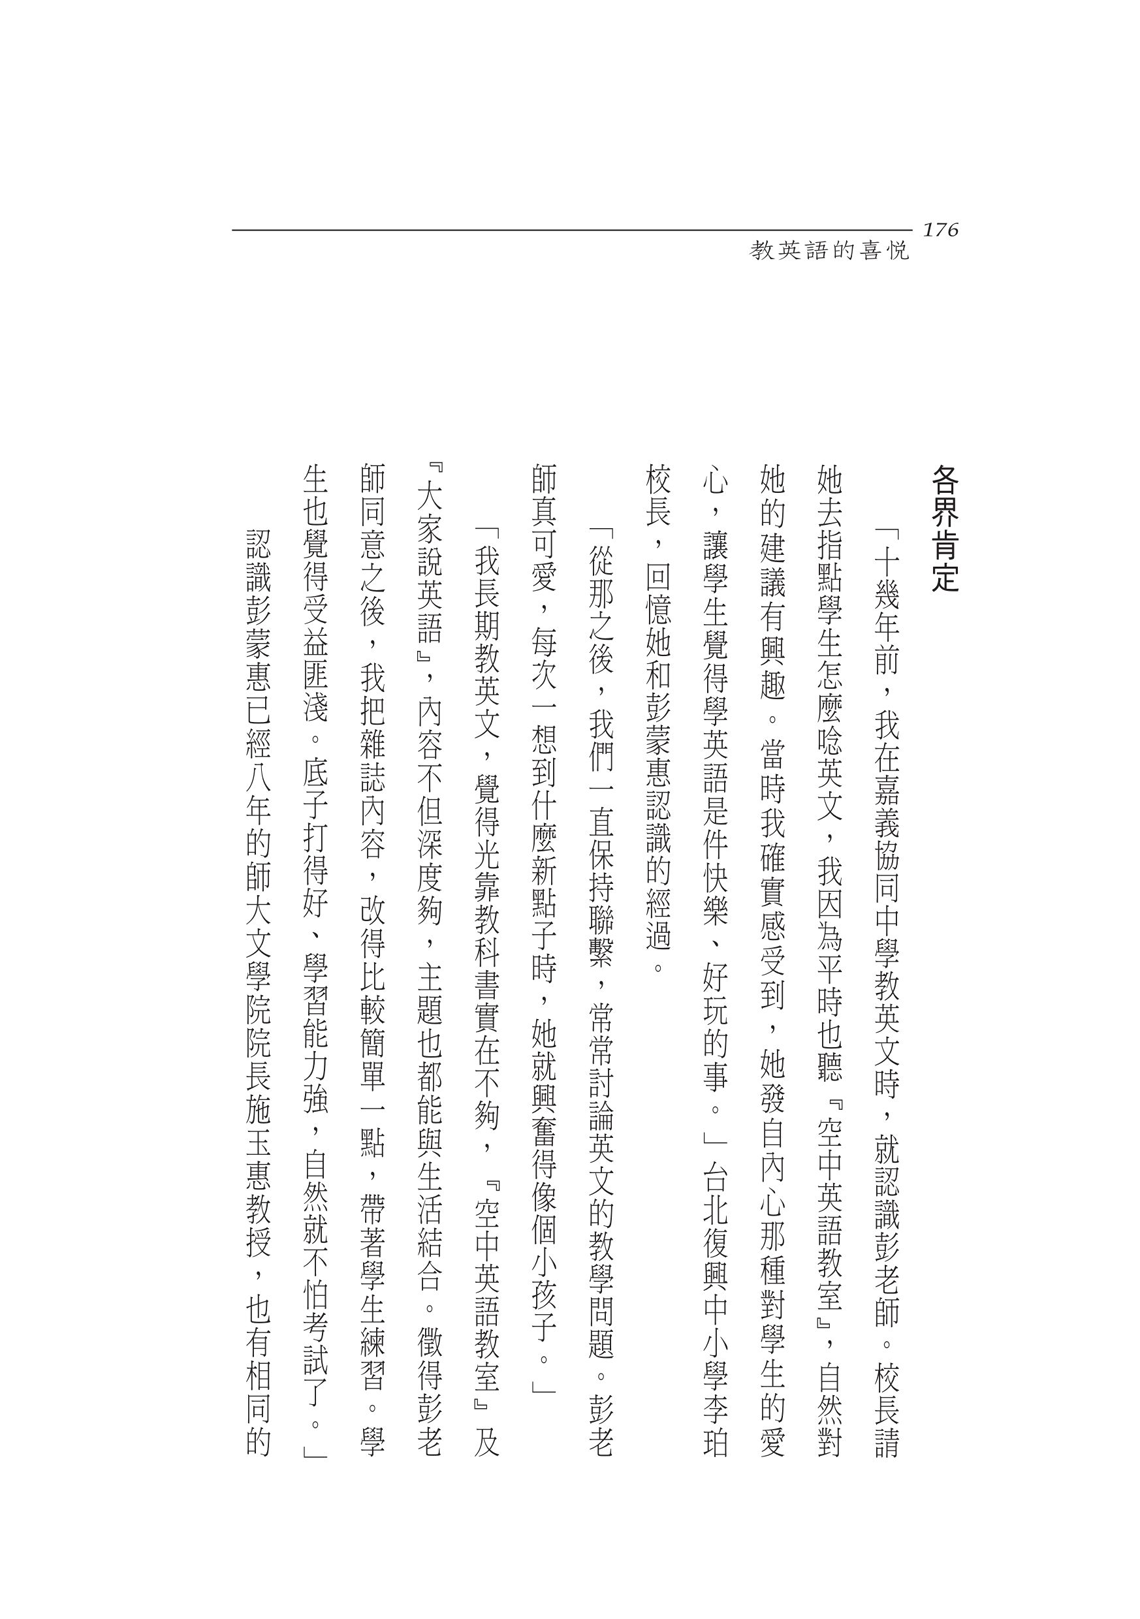 176
教英語的喜悅
各界肯定
「十幾年前，我在嘉義協同中學教英文時，就認識彭老師。校長請
她去指點學生怎麼唸英文，我因為平時也聽『空中英語教室』，自然對
她的建議有興趣。當時我確實感受到，她發自內心那種對學生的愛
心，讓學生覺得學英語是件快樂、好玩的事。」台北復興中小學李珀
校長，回憶她和彭蒙惠認識的經過。
「從那之後，我們一直保持聯繫，常常討論英文的教學問題。彭老
師真可愛，每次一想到什麼新點子時，她就興奮得像個小孩子。」
「我長期教英文，覺得光靠教科書實在不夠，『空中英語教室』及
『大家說英語』，內容不但深度夠，主題也都能與生活結合。徵得彭老
師同意之後，我把雜誌內容，改得比較簡單一點，帶著學生練習。學
生也覺得受益匪淺。底子打得好、學習能力強，自然就不怕考試了。」
認識彭蒙惠已經八年的師大文學院院長施玉惠教授，也有相同的